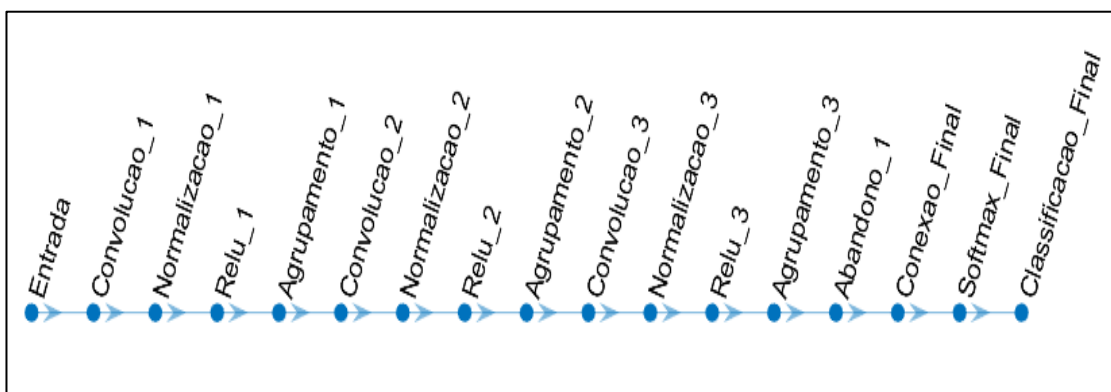 Entrada
Convolucao_1
Normalizacao_1
Relu_1
Agrupamento_1
Convolucao_2
Normalizacao_2
Relu_2
Agrupamento_2
Convolucao_3
Normalizacao_3
Relu_3
Agrupamento_3
Abandono_1
Conexao_Final
Softmax_Final
Classificacao_Final